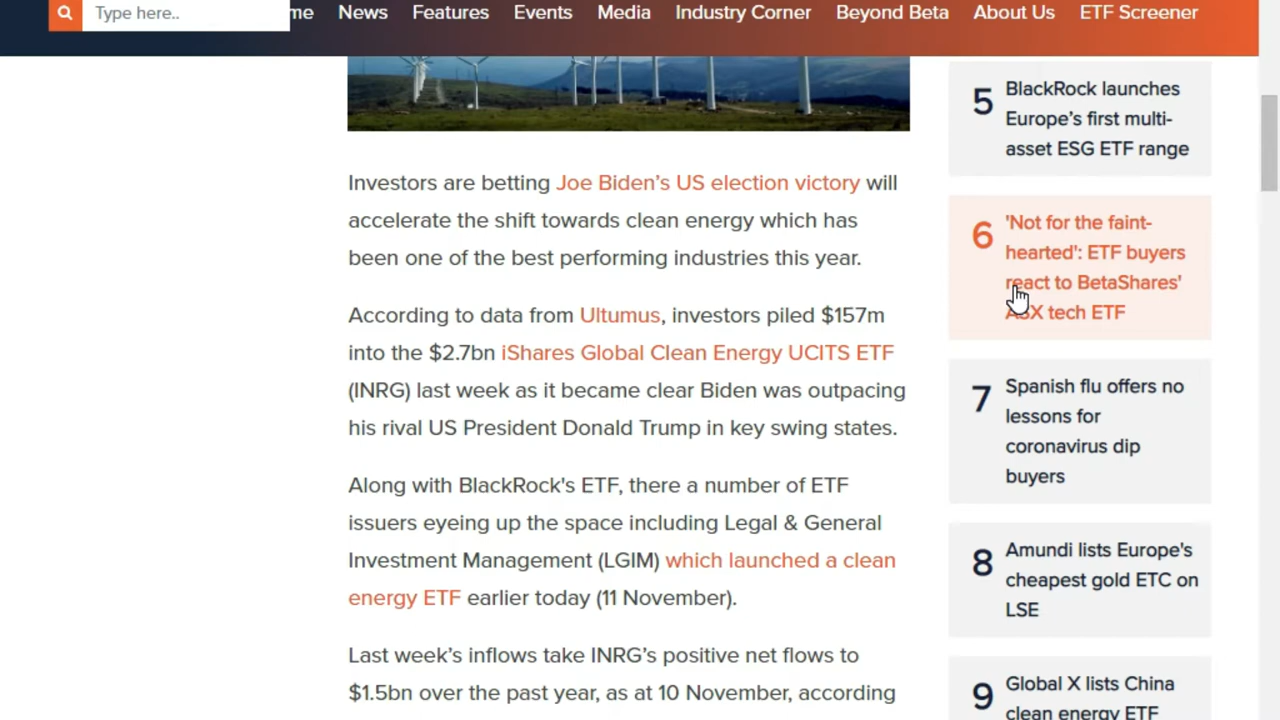 Type here..
me News Features Events Media Industry Corner Beyond Beta About Us ETF Screener
Investors are betting Joe Biden's US election victory will
accelerate the shift towards clean energy which has
been one of the best performing industries this year.
According to data from Ultumus, investors piled $157m
into the $2.7bn iShares Global Clean Energy UCITS ETF
(INRG) last week as it became clear Biden was outpacing
his rival US President Donald Trump in key swing states.
Along with BlackRock's ETF, there a number of ETF
issuers eyeing up the space including Legal & General
Investment Management (LGIM) which launched a clean
energy ETF earlier today (11 November).
Last week's inflows take INRG's positive net flows to
$1.5bn over the past year, as at 10 November, according
5 BlackRock launches
Europe's first multi-
asset ESG ETF range
6 'Not for the faint-
hearted': ETF buyers
react to BetaShares'
ASX tech ETF
7 Spanish flu offers no
lessons for
coronavirus dip
buyers
8 Amundi lists Europe's
cheapest gold ETC on
LSE
9 Global X lists China
clean energy ETF